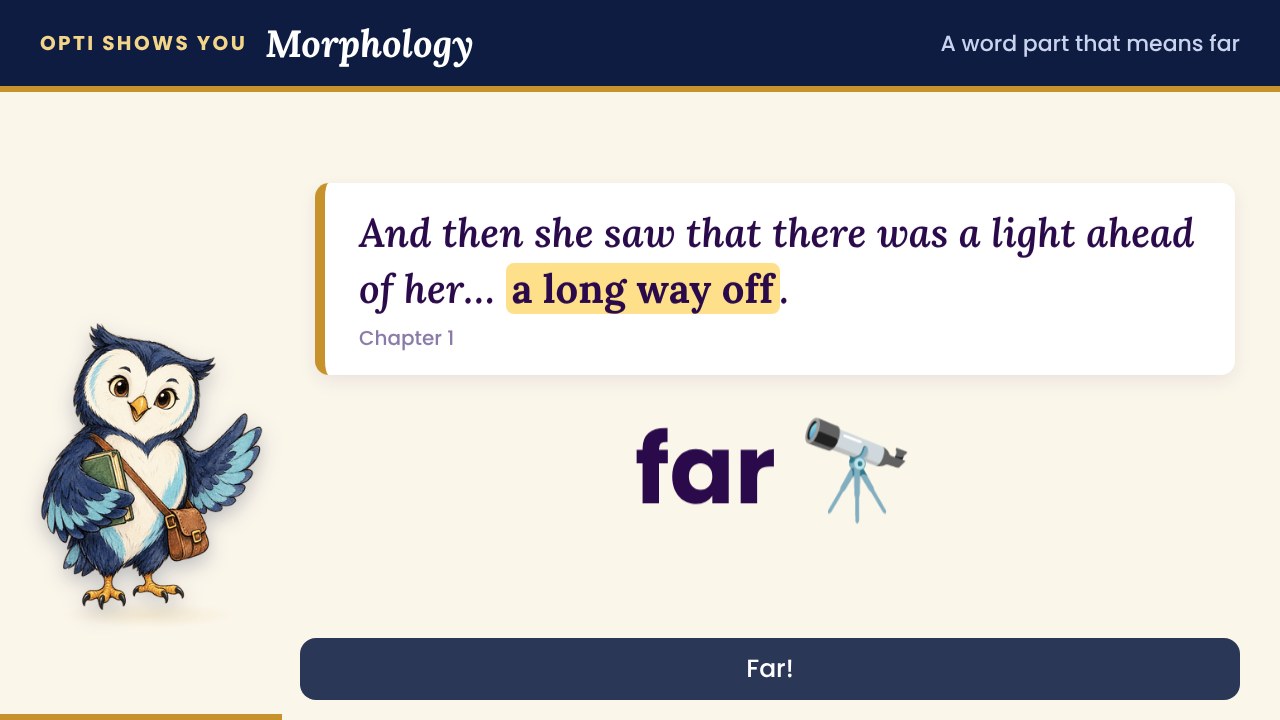 OPTI SHOWS YOU Morphology
A word part that means far
And then she saw that there was a light ahead
of her... a long way off.
Chapter 1
far
Far!